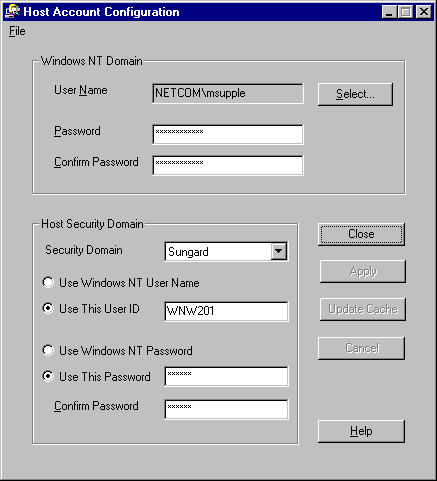 Host Account Configuration
File
Windows NT Domain
User Name NETCOM\msupple Select...
Password ***********
Confirm Password ***********
Host Security Domain
Security Domain Sungard
Close
Use Windows NT User Name
Apply
Use This User ID WNW201
Update Cache
Use Windows NT Password
Cancel
Use This Password ******
Confirm Password ******
Help